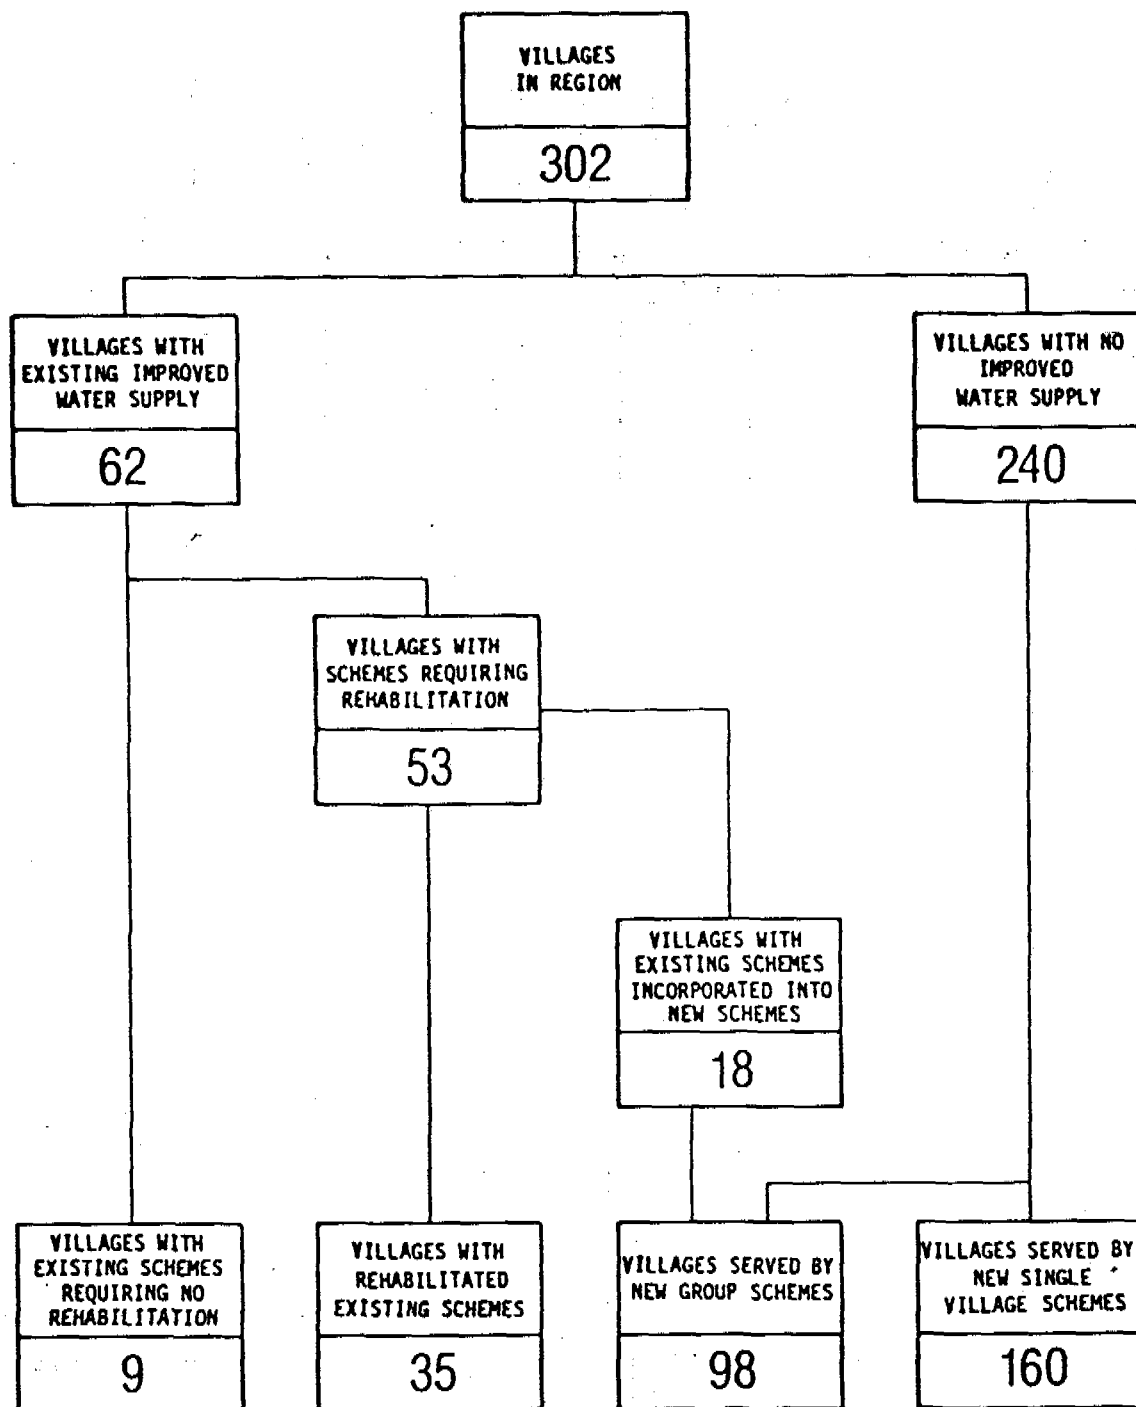 VILLAGES
IN REGION
302
VILLAGES WITH
EXISTING IMPROVED
WATER SUPPLY
62
VILLAGES WITH NO
IMPROVED
WATER SUPPLY
240
VILLAGES WITH
SCHEMES REQUIRING
REHABILITATION
53
VILLAGES WITH
EXISTING SCHEMES
INCORPORATED INTO
NEW SCHEMES
18
VILLAGES WITH
EXISTING SCHEMES
REQUIRING NO
REHABILITATION
9
VILLAGES WITH
REHABILITATED
EXISTING SCHEMES
35
VILLAGES SERVED BY
NEW GROUP SCHEMES
98
VILLAGES SERVED BY
NEW SINGLE
VILLAGE SCHEMES
160